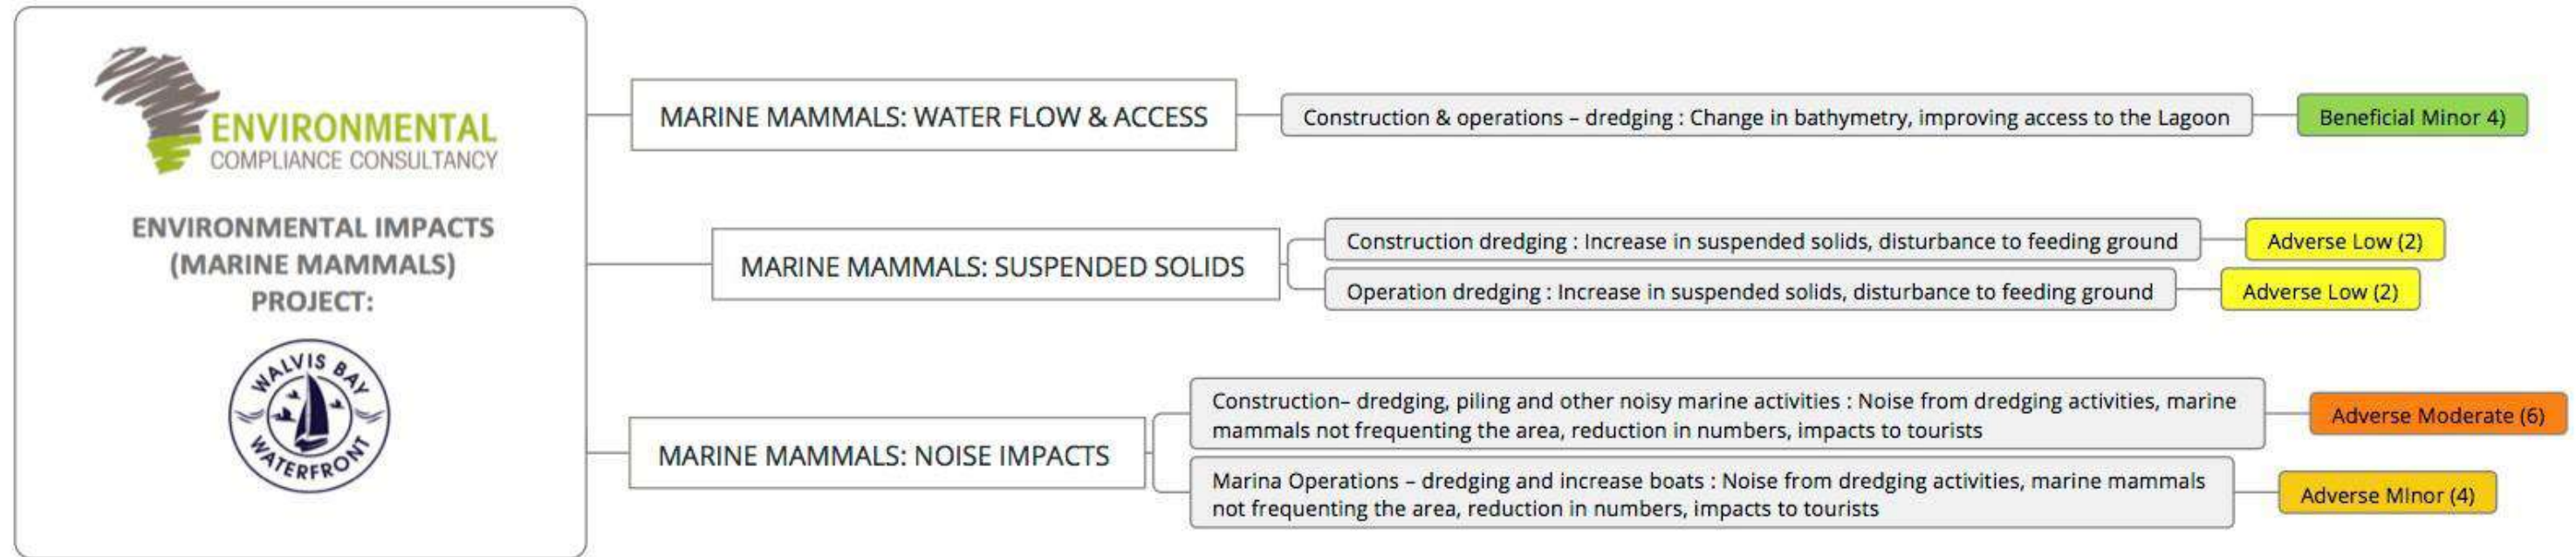 ENVIRONMENTAL
COMPLIANCE CONSULTANCY
ENVIRONMENTAL IMPACTS
(MARINE MAMMALS)
PROJECT:
WALVIS BAY
WATERFRONT
MARINE MAMMALS: WATER FLOW & ACCESS
Construction & operations – dredging : Change in bathymetry, improving access to the Lagoon
Beneficial Minor 4)
MARINE MAMMALS: SUSPENDED SOLIDS
Construction dredging : Increase in suspended solids, disturbance to feeding ground
Adverse Low (2)
Operation dredging : Increase in suspended solids, disturbance to feeding ground
Adverse Low (2)
MARINE MAMMALS: NOISE IMPACTS
Construction– dredging, piling and other noisy marine activities : Noise from dredging activities, marine
mammals not frequenting the area, reduction in numbers, impacts to tourists
Adverse Moderate (6)
Marina Operations – dredging and increase boats : Noise from dredging activities, marine mammals
not frequenting the area, reduction in numbers, impacts to tourists
Adverse MInor (4)